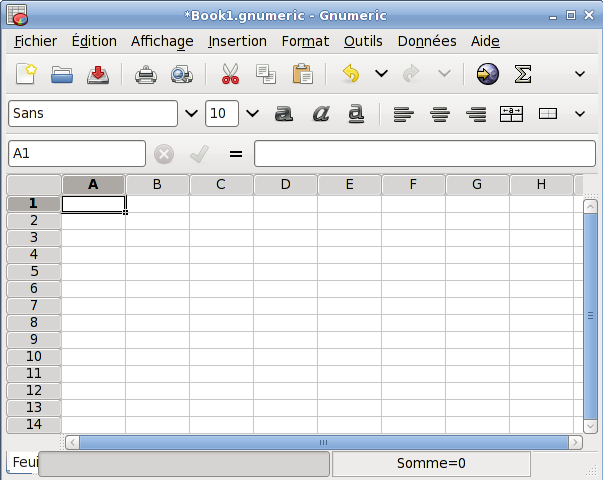 *Book1.gnumeric - Gnumeric
Fichier Édition Affichage Insertion Format Outils Données Aide
Sans 10 a a a a
A1 =
A B C D E F G H
1
2
3
4
5
6
7
8
9
10
11
12
13
14
Feui Somme=0